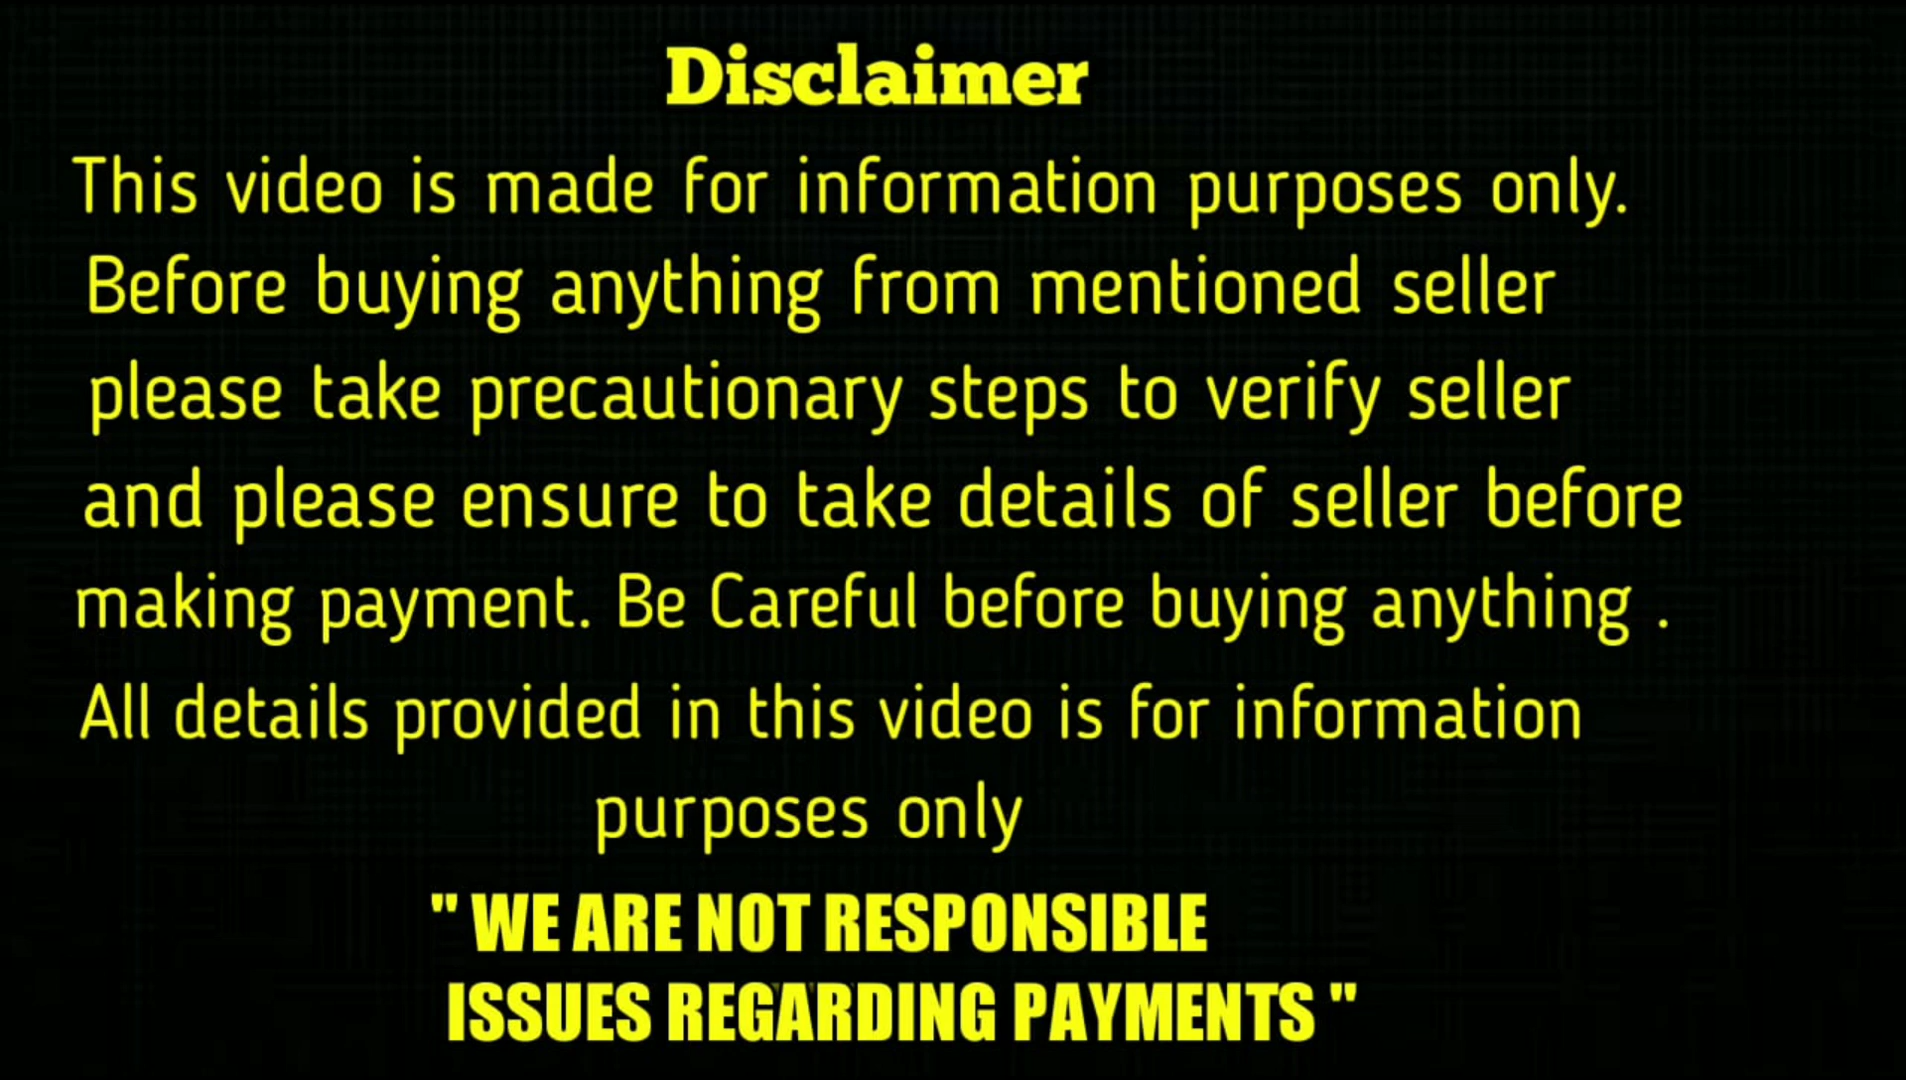 Disclaimer
This video is made for information purposes only.
Before buying anything from mentioned seller
please take precautionary steps to verify seller
and please ensure to take details of seller before
making payment. Be Careful before buying anything .
All details provided in this video is for information
purposes only
" WE ARE NOT RESPONSIBLE
ISSUES REGARDING PAYMENTS "